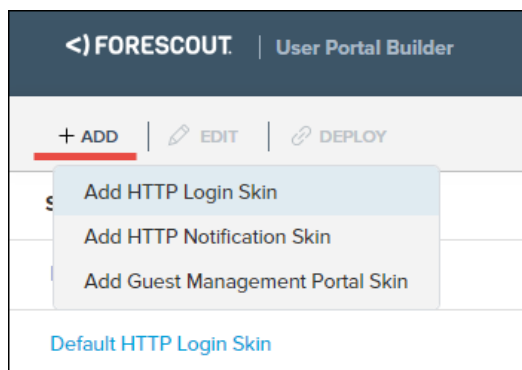 <) FORESCOUT. | User Portal Builder
+ ADD | EDIT | DEPLOY
Add HTTP Login Skin
Add HTTP Notification Skin
Add Guest Management Portal Skin
Default HTTP Login Skin